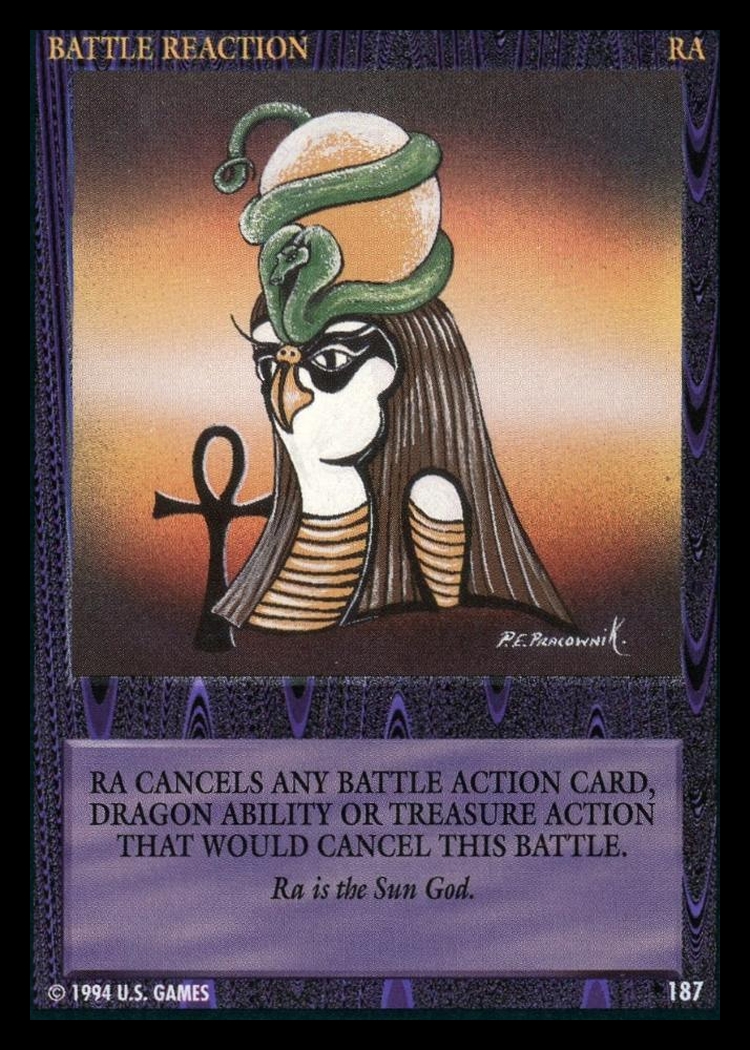 BATTLE REACTION RA
P.E. PRACOWNIK.
RA CANCELS ANY BATTLE ACTION CARD,
DRAGON ABILITY OR TREASURE ACTION
THAT WOULD CANCEL THIS BATTLE.
Ra is the Sun God.
© 1994 U.S. GAMES 187